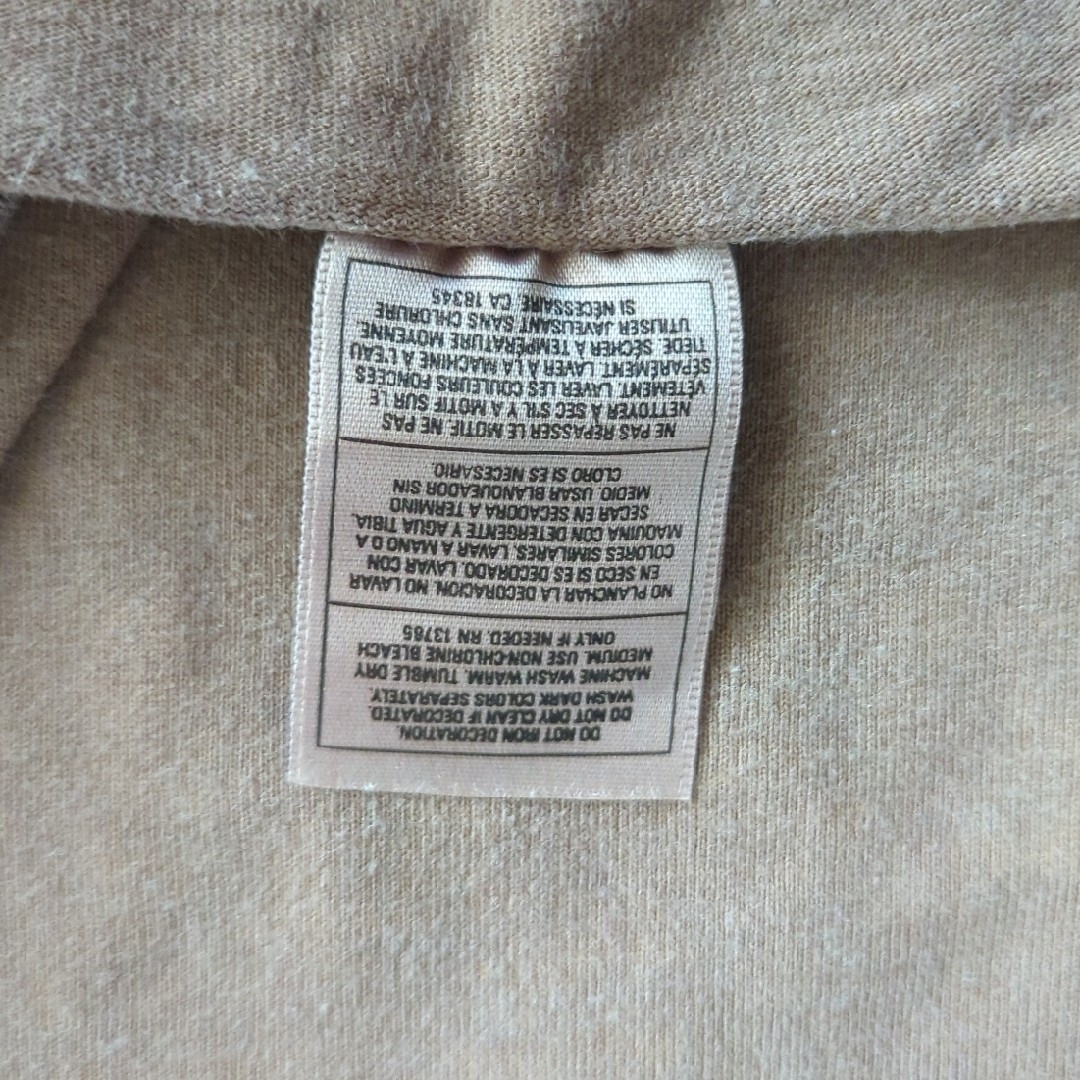 DO NOT IRON DECORATION.
DO NOT DRY CLEAN IF DECORATED.
WASH DARK COLORS SEPARATELY.
MACHINE WASH WARM, TUMBLE DRY
MEDIUM. USE NON-CHLORINE BLEACH
ONLY IF NEEDED. RN 13765
NO PLANCHAR LA DECORACION, NO LAVAR
EN SECO SI ES DECORADO, LAVAR CON
COLORES SIMILARES, LAVAR A MANO O A
MAQUINA CON DETERGENTE Y AGUA TIBIA.
SECAR EN SECADORA A TERMINO
MEDIO. USAR BLANQUEADOR SIN
CLORO SI ES NECESARIO.
NE PAS REPASSER LE MOTIF NE PAS
NETTOYER À SEC S'IL Y A MOTIF SUR LE
VÊTEMENT. LAVER LES COULEURS FONCÉES
SÉPAREMENT. LAVER À LA MACHINE À L'EAU
TIÈDE. SÉCHER A TEMPÉRATURE MOYENNE.
UTILISER JAVELISANT SANS CHLORURE
SI NÉCESSAIRE. CA 18345